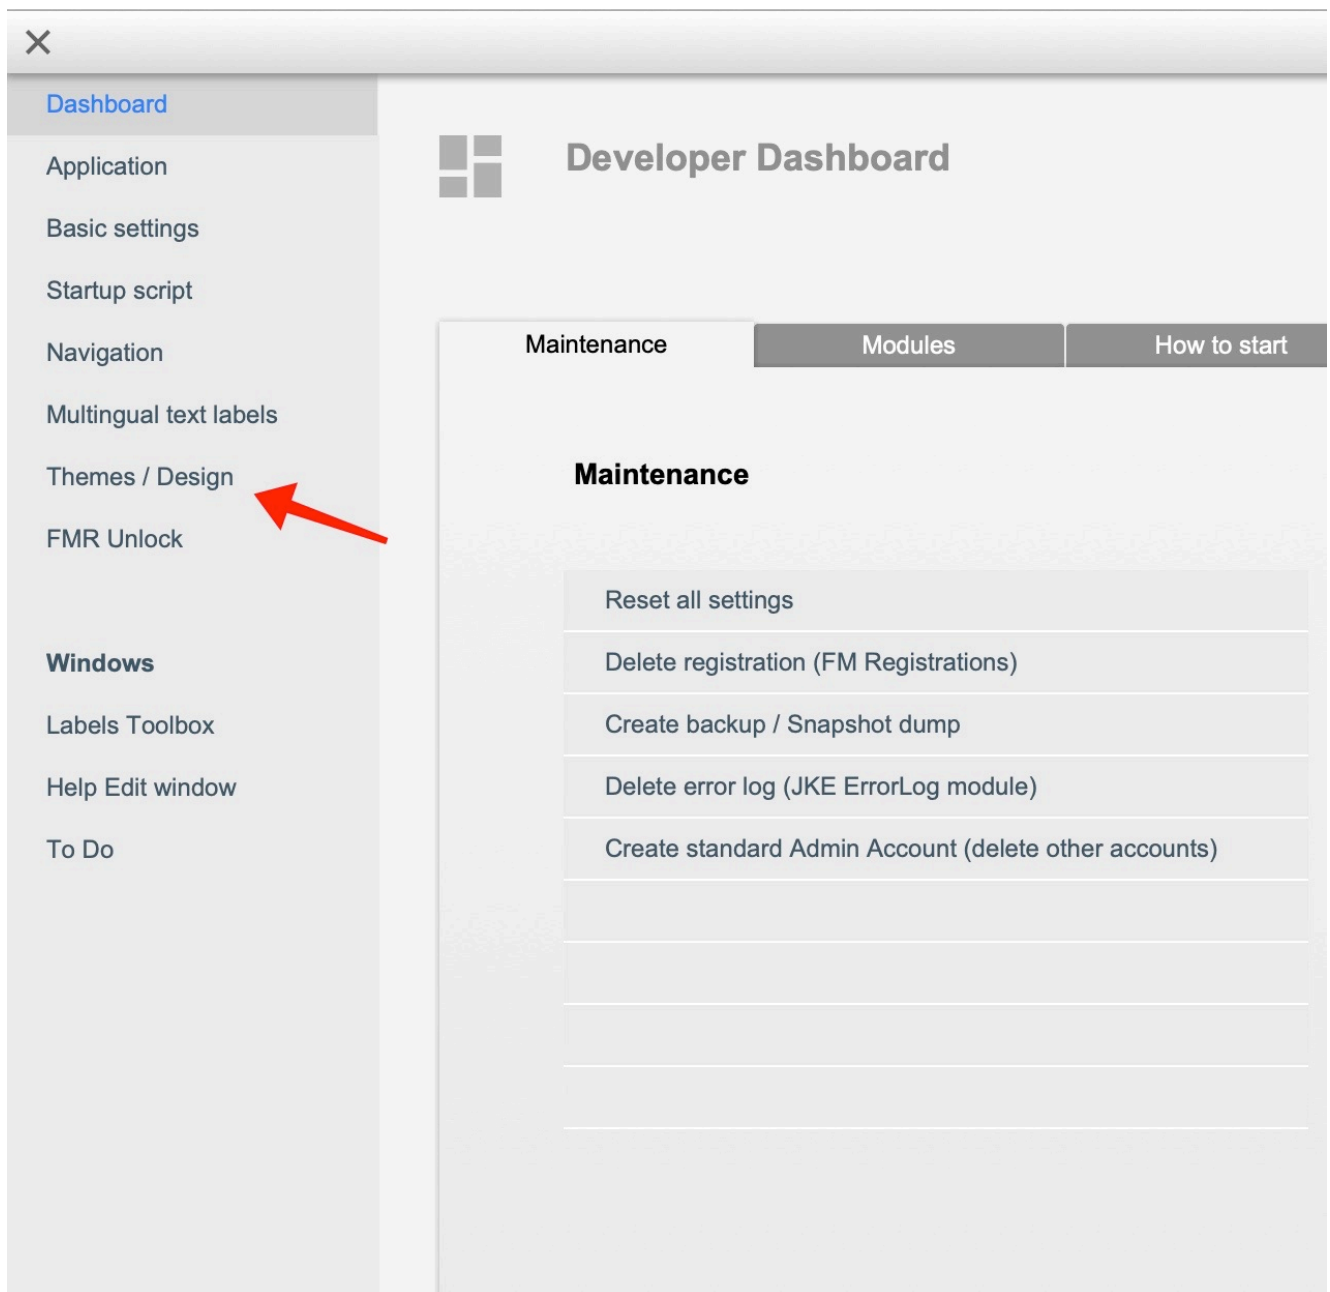 Dashboard
Application
Basic settings
Startup script
Navigation
Multingual text labels
Themes / Design
FMR Unlock
Windows
Labels Toolbox
Help Edit window
To Do
Developer Dashboard
Maintenance
Modules
How to start
Maintenance
Reset all settings
Delete registration (FM Registrations)
Create backup / Snapshot dump
Delete error log (JKE ErrorLog module)
Create standard Admin Account (delete other accounts)